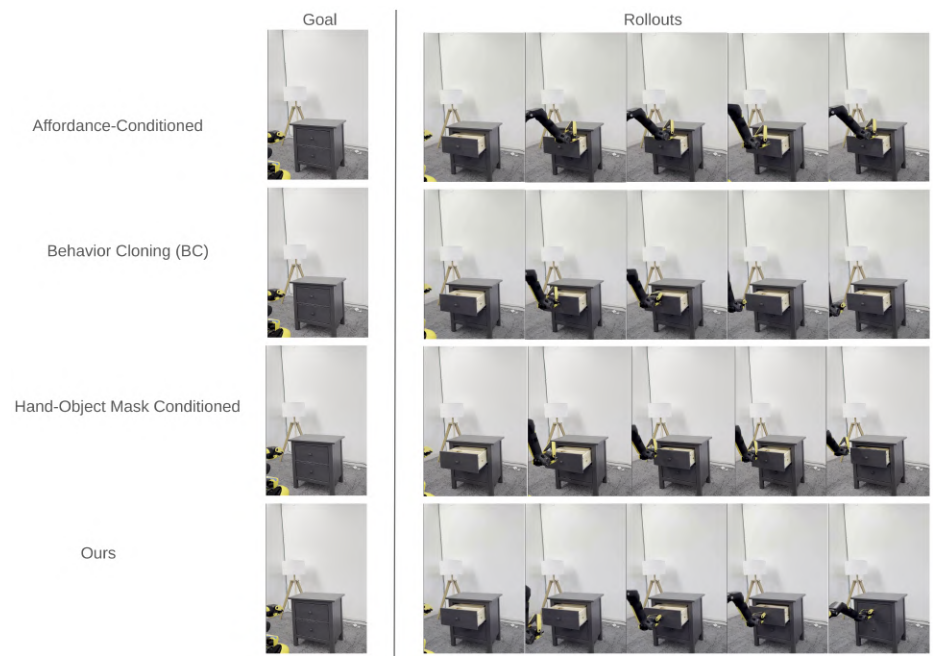 Goal
Rollouts
Affordance-Conditioned
Behavior Cloning (BC)
Hand-Object Mask Conditioned
Ours